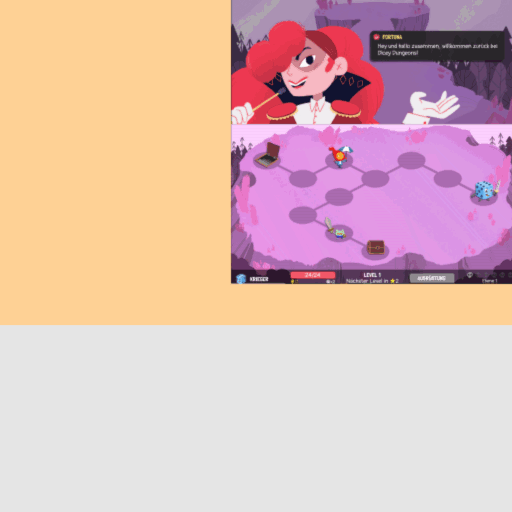 FORTUNA
Hey und hallo zusammen, willkommen zurück bei
Dicey Dungeons!
KRIEGER
24/24
LEVEL 1
Nächster Level in ★2
AUSRÜSTUNG